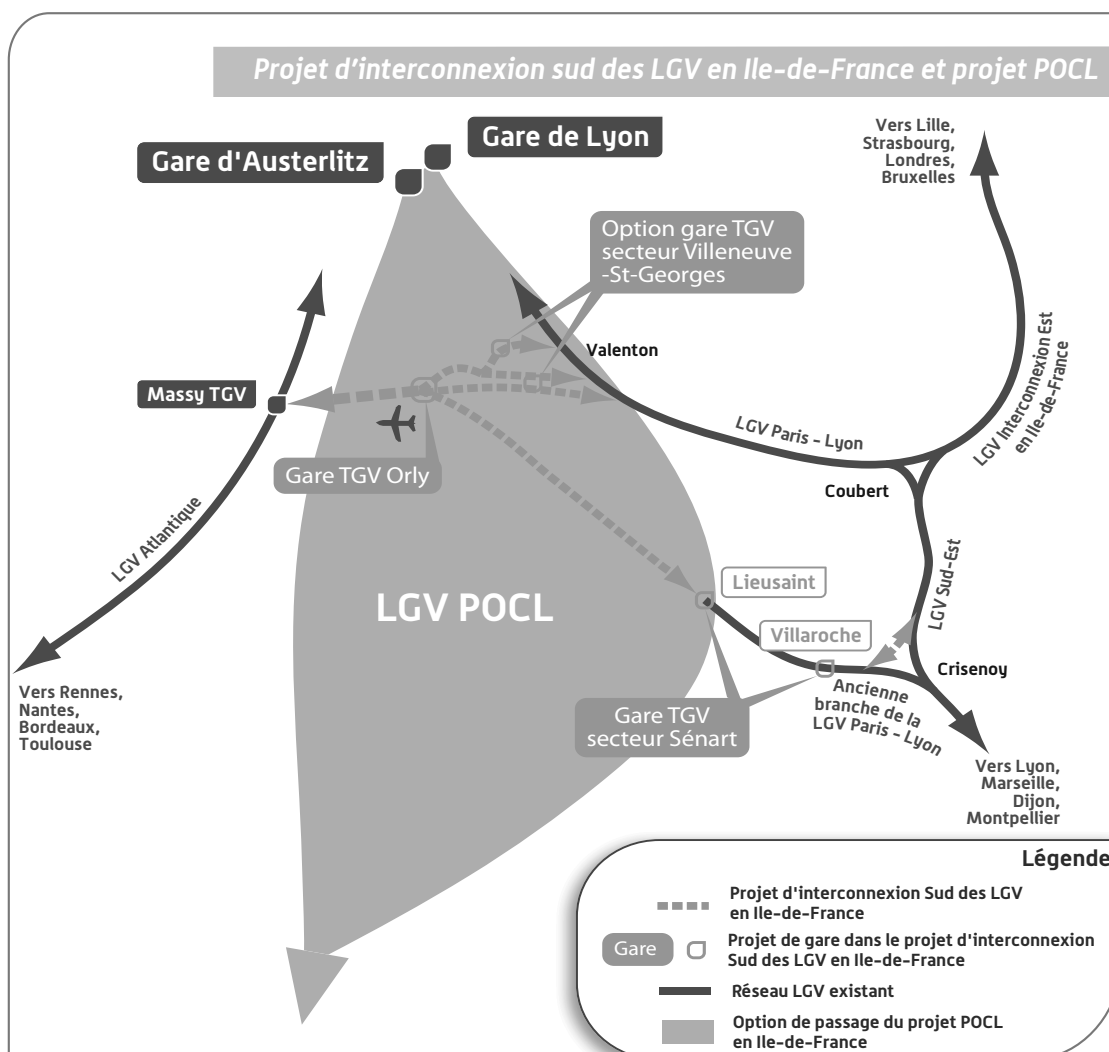 Projet d'interconnexion sud des LGV en Ile-de-France et projet POCL
Gare de Lyon
Gare d'Austerlitz
Vers Lille,
Strasbourg,
Londres,
Bruxelles
Option gare TGV
secteur Villeneuve
-St-Georges
Valenton
Massy TGV
LGV Interconnexion Est
en Ile-de-France
LGV Paris - Lyon
Gare TGV Orly
Coubert
LGV Atlantique
LGV Sud-Est
Lieusaint
LGV POCL
Villaroche
Crisenoy
Vers Rennes,
Nantes,
Bordeaux,
Toulouse
Ancienne
branche de la
LGV Paris - Lyon
Gare TGV
secteur Sénart
Vers Lyon,
Marseille,
Dijon,
Montpellier
Légende
Projet d'interconnexion Sud des LGV
en Ile-de-France
Gare
Projet de gare dans le projet d'interconnexion
Sud des LGV en Ile-de-France
Réseau LGV existant
Option de passage du projet POCL
en Ile-de-France